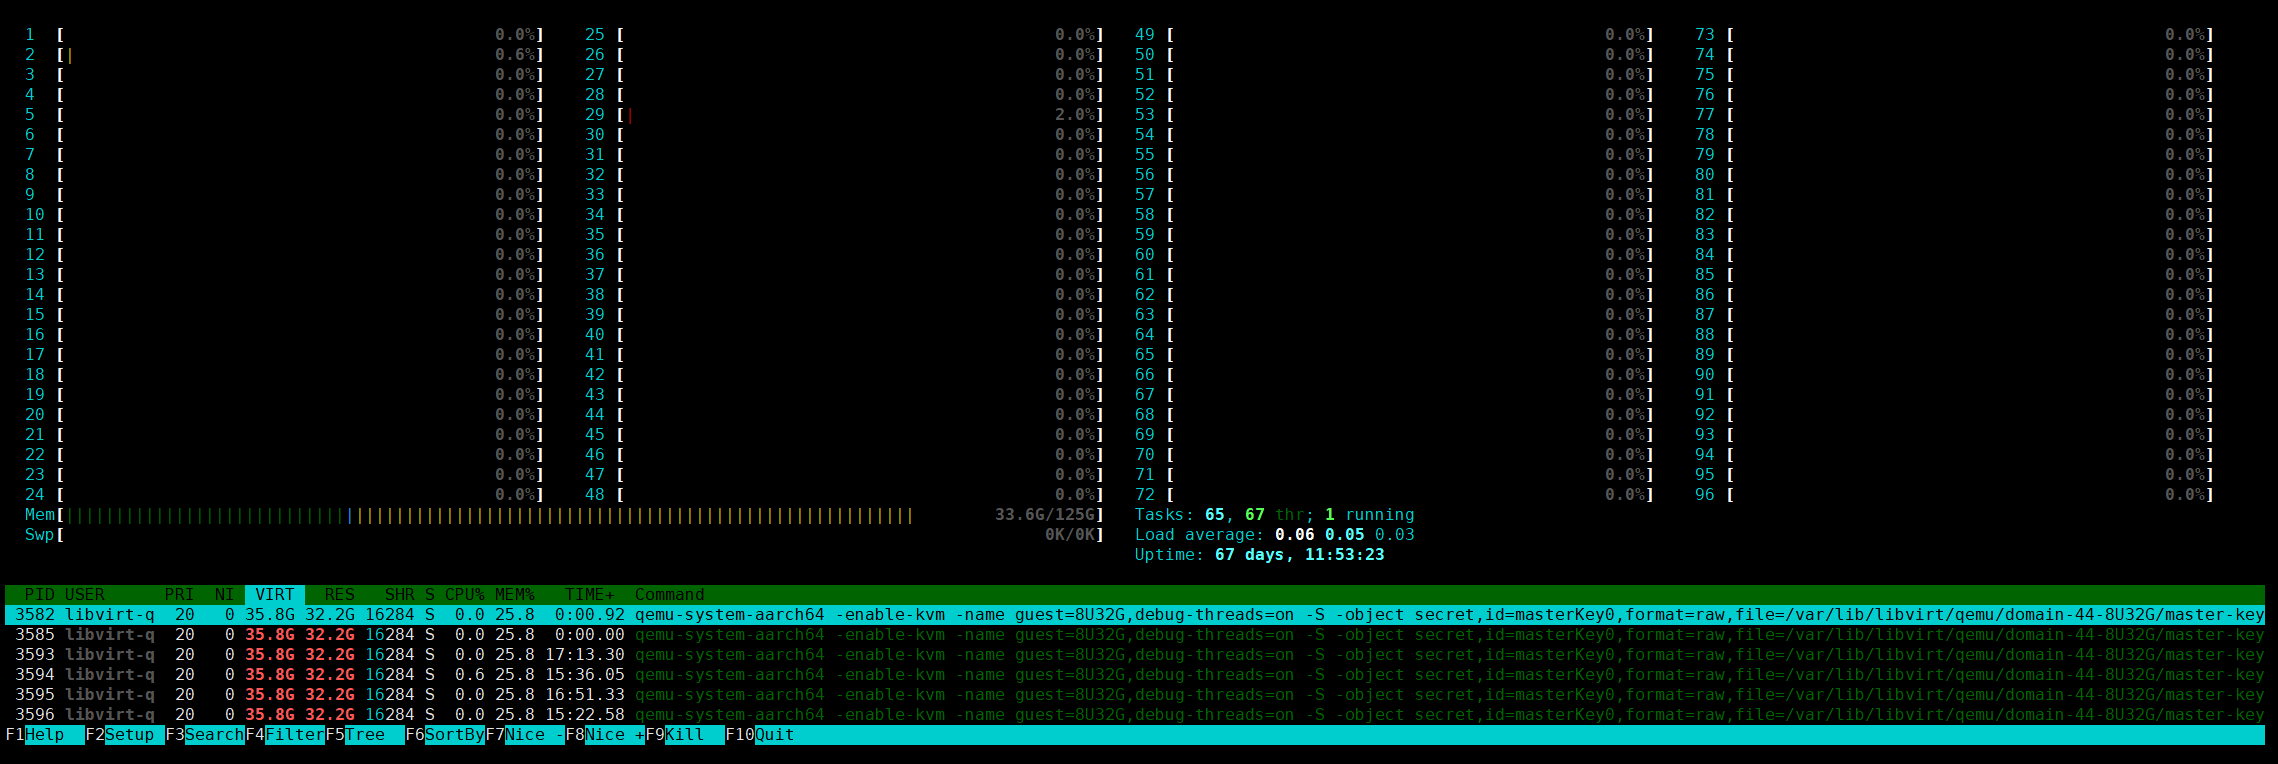 1 [ 0.0%] 25 [ 0.0%] 49 [ 0.0%] 73 [ 0.0%]
2 [| 0.6%] 26 [ 0.0%] 50 [ 0.0%] 74 [ 0.0%]
3 [ 0.0%] 27 [ 0.0%] 51 [ 0.0%] 75 [ 0.0%]
4 [ 0.0%] 28 [ 0.0%] 52 [ 0.0%] 76 [ 0.0%]
5 [ 0.0%] 29 [| 2.0%] 53 [ 0.0%] 77 [ 0.0%]
6 [ 0.0%] 30 [ 0.0%] 54 [ 0.0%] 78 [ 0.0%]
7 [ 0.0%] 31 [ 0.0%] 55 [ 0.0%] 79 [ 0.0%]
8 [ 0.0%] 32 [ 0.0%] 56 [ 0.0%] 80 [ 0.0%]
9 [ 0.0%] 33 [ 0.0%] 57 [ 0.0%] 81 [ 0.0%]
10 [ 0.0%] 34 [ 0.0%] 58 [ 0.0%] 82 [ 0.0%]
11 [ 0.0%] 35 [ 0.0%] 59 [ 0.0%] 83 [ 0.0%]
12 [ 0.0%] 36 [ 0.0%] 60 [ 0.0%] 84 [ 0.0%]
13 [ 0.0%] 37 [ 0.0%] 61 [ 0.0%] 85 [ 0.0%]
14 [ 0.0%] 38 [ 0.0%] 62 [ 0.0%] 86 [ 0.0%]
15 [ 0.0%] 39 [ 0.0%] 63 [ 0.0%] 87 [ 0.0%]
16 [ 0.0%] 40 [ 0.0%] 64 [ 0.0%] 88 [ 0.0%]
17 [ 0.0%] 41 [ 0.0%] 65 [ 0.0%] 89 [ 0.0%]
18 [ 0.0%] 42 [ 0.0%] 66 [ 0.0%] 90 [ 0.0%]
19 [ 0.0%] 43 [ 0.0%] 67 [ 0.0%] 91 [ 0.0%]
20 [ 0.0%] 44 [ 0.0%] 68 [ 0.0%] 92 [ 0.0%]
21 [ 0.0%] 45 [ 0.0%] 69 [ 0.0%] 93 [ 0.0%]
22 [ 0.0%] 46 [ 0.0%] 70 [ 0.0%] 94 [ 0.0%]
23 [ 0.0%] 47 [ 0.0%] 71 [ 0.0%] 95 [ 0.0%]
24 [ 0.0%] 48 [ 0.0%] 72 [ 0.0%] 96 [ 0.0%]
Mem[||||||||||||||||||||||||||||||||||||||||||||||||||||||||||||||||||||||||||||||||||||| 33.6G/125G] Tasks: 65, 67 thr; 1 running
Swp[ 0K/0K] Load average: 0.06 0.05 0.03
Uptime: 67 days, 11:53:23
PID USER PRI NI VIRT RES SHR S CPU% MEM% TIME+ Command
3582 libvirt-q 20 0 35.8G 32.2G 16284 S 0.0 25.8 0:00.92 qemu-system-aarch64 -enable-kvm -name guest=8U32G,debug-threads=on -S -object secret,id=masterKey0,format=raw,file=/var/lib/libvirt/qemu/domain-44-8U32G/master-key
3585 libvirt-q 20 0 35.8G 32.2G 16284 S 0.0 25.8 0:00.00 qemu-system-aarch64 -enable-kvm -name guest=8U32G,debug-threads=on -S -object secret,id=masterKey0,format=raw,file=/var/lib/libvirt/qemu/domain-44-8U32G/master-key
3593 libvirt-q 20 0 35.8G 32.2G 16284 S 0.0 25.8 17:13.30 qemu-system-aarch64 -enable-kvm -name guest=8U32G,debug-threads=on -S -object secret,id=masterKey0,format=raw,file=/var/lib/libvirt/qemu/domain-44-8U32G/master-key
3594 libvirt-q 20 0 35.8G 32.2G 16284 S 0.6 25.8 15:36.05 qemu-system-aarch64 -enable-kvm -name guest=8U32G,debug-threads=on -S -object secret,id=masterKey0,format=raw,file=/var/lib/libvirt/qemu/domain-44-8U32G/master-key
3595 libvirt-q 20 0 35.8G 32.2G 16284 S 0.0 25.8 16:51.33 qemu-system-aarch64 -enable-kvm -name guest=8U32G,debug-threads=on -S -object secret,id=masterKey0,format=raw,file=/var/lib/libvirt/qemu/domain-44-8U32G/master-key
3596 libvirt-q 20 0 35.8G 32.2G 16284 S 0.0 25.8 15:22.58 qemu-system-aarch64 -enable-kvm -name guest=8U32G,debug-threads=on -S -object secret,id=masterKey0,format=raw,file=/var/lib/libvirt/qemu/domain-44-8U32G/master-key
F1Help F2Setup F3SearchF4FilterF5Tree F6SortByF7Nice -F8Nice +F9Kill F10Quit